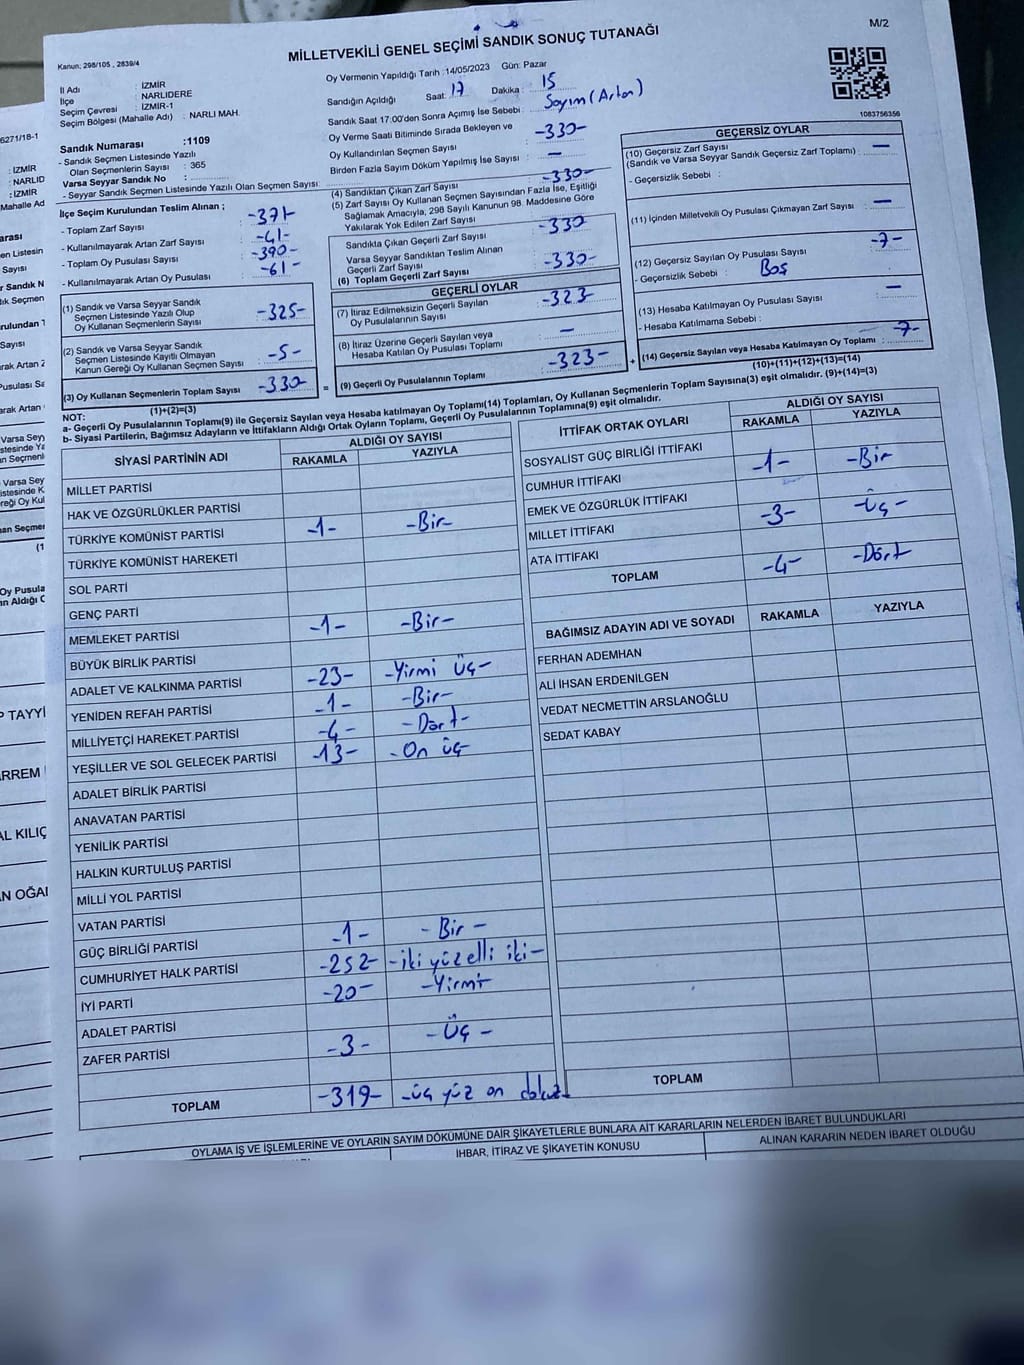 M/2
MİLLETVEKİLİ GENEL SEÇİMİ SANDIK SONUÇ TUTANAĞI
Kanun: 298/105 , 2839/4
İl Adı : İZMİR
İlçe : NARLIDERE
Seçim Çevresi : İZMİR-1
Seçim Bölgesi (Mahalle Adı) : NARLI MAH.
Sandık Numarası :1109
- Sandık Seçmen Listesinde Yazılı
Olan Seçmenlerin Sayısı : 365
Varsa Seyyar Sandık No :
- Seyyar Sandık Seçmen Listesinde Yazılı Olan Seçmen Sayısı:
Oy Vermenin Yapıldığı Tarih :14/05/2023 Gün: Pazar
Sandığın Açıldığı Saat: 17 Dakika : 15
Sandık Saat 17:00'den Sonra Açımış İse Sebebi : Sayım (Artan)
Oy Verme Saati Bitiminde Sırada Bekleyen ve
Oy Kullandırılan Seçmen Sayısı -330-
Birden Fazla Sayım Döküm Yapılmış İse Sayısı : -
(4) Sandıktan Çıkan Zarf Sayısı -330-
(5) Zarf Sayısı Oy Kullanan Seçmen Sayısından Fazla İse, Eşitliği
Sağlamak Amacıyla, 298 Sayılı Kanunun 98. Maddesine Göre
Yakılarak Yok Edilen Zarf Sayısı
Sandıkta Çıkan Geçerli Zarf Sayısı -330-
Varsa Seyyar Sandıktan Teslim Alınan
Geçerli Zarf Sayısı
(6) Toplam Geçerli Zarf Sayısı -330-
1083756356
İlçe Seçim Kurulundan Teslim Alınan ;
- Toplam Zarf Sayısı -371-
- Kullanılmayarak Artan Zarf Sayısı -41-
- Toplam Oy Pusulası Sayısı -390-
- Kullanılmayarak Artan Oy Pusulası -61-
(1) Sandık ve Varsa Seyyar Sandık
Seçmen Listesinde Yazılı Olup
Oy Kullanan Seçmenlerin Sayısı -325-
(2) Sandık ve Varsa Seyyar Sandık
Seçmen Listesinde Kayıtlı Olmayan
Kanun Gereği Oy Kullanan Seçmen Sayısı -5-
(3) Oy Kullanan Seçmenlerin Toplam Sayısı -330-
(1)+(2)=(3)
GEÇERLİ OYLAR
(7) İtiraz Edilmeksizin Geçerli Sayılan
Oy Pusulalarının Sayısı -323-
(8) İtiraz Üzerine Geçerli Sayılan veya
Hesaba Katılan Oy Pusulası Toplamı -
= (9) Geçerli Oy Pusulalarının Toplamı -323- +
GEÇERSİZ OYLAR
(10) Geçersiz Zarf Sayısı
(Sandık ve Varsa Seyyar Sandık Geçersiz Zarf Toplamı) : -
- Geçersizlik Sebebi :
(11) İçinden Milletvekili Oy Pusulası Çıkmayan Zarf Sayısı -
(12) Geçersiz Sayılan Oy Pusulası Sayısı -7-
- Geçersizlik Sebebi : Boş
(13) Hesaba Katılmayan Oy Pusulası Sayısı -
- Hesaba Katılmama Sebebi :
(14) Geçersiz Sayılan veya Hesaba Katılmayan Oy Toplamı : 7-
(10)+(11)+(12)+(13)=(14)
NOT:
a- Geçerli Oy Pusulalarının Toplamı(9) ile Geçersiz Sayılan veya Hesaba katılmayan Oy Toplamı(14) Toplamları, Oy Kullanan Seçmenlerin Toplam Sayısına(3) eşit olmalıdır. (9)+(14)=(3)
b- Siyasi Partilerin, Bağımsız Adayların ve İttifakların Aldığı Ortak Oyların Toplamı, Geçerli Oy Pusulalarının Toplamına(9) eşit olmalıdır.
SİYASİ PARTİNİN ADI ALDIĞI OY SAYISI
RAKAMLA YAZIYLA
MİLLET PARTİSİ
HAK VE ÖZGÜRLÜKLER PARTİSİ
TÜRKİYE KOMÜNİST PARTİSİ -1- -Bir-
TÜRKİYE KOMÜNİST HAREKETİ
SOL PARTİ
GENÇ PARTİ
MEMLEKET PARTİSİ -1- -Bir-
BÜYÜK BİRLİK PARTİSİ
ADALET VE KALKINMA PARTİSİ -23- -Yirmi üç-
YENİDEN REFAH PARTİSİ -1- -Bir-
MİLLİYETÇİ HAREKET PARTİSİ -4- -Dört-
YEŞİLLER VE SOL GELECEK PARTİSİ -13- -On üç
ADALET BİRLİK PARTİSİ
ANAVATAN PARTİSİ
YENİLİK PARTİSİ
HALKIN KURTULUŞ PARTİSİ
MİLLİ YOL PARTİSİ
VATAN PARTİSİ
GÜÇ BİRLİĞİ PARTİSİ -1- -Bir-
CUMHURİYET HALK PARTİSİ -252- -iki yüz elli iki-
İYİ PARTİ -20- -Yirmi
ADALET PARTİSİ
ZAFER PARTİSİ -3- -Üç-
TOPLAM -319- -üç yüz on dokuz
İTTİFAK ORTAK OYLARI ALDIĞI OY SAYISI
RAKAMLA YAZIYLA
SOSYALİST GÜÇ BİRLİĞİ İTTİFAKI
CUMHUR İTTİFAKI -1- -Bir
EMEK VE ÖZGÜRLÜK İTTİFAKI
MİLLET İTTİFAKI -3- -Üç-
ATA İTTİFAKI
TOPLAM -4- -Dört
BAĞIMSIZ ADAYIN ADI VE SOYADI RAKAMLA YAZIYLA
FERHAN ADEMHAN
ALİ İHSAN ERDENİLGEN
VEDAT NECMETTİN ARSLANOĞLU
SEDAT KABAY
TOPLAM
OYLAMA İŞ VE İŞLEMLERİNE VE OYLARIN SAYIM DÖKÜMÜNE DAİR ŞİKAYETLERLE BUNLARA AİT KARARLARIN NELERDEN İBARET BULUNDUKLARI
İHBAR, İTİRAZ VE ŞİKAYETİN KONUSU
ALINAN KARARIN NEDEN İBARET OLDUĞU